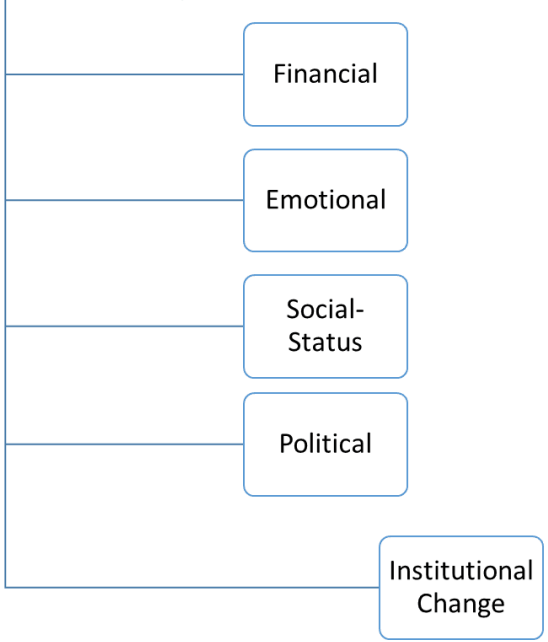 Financial
Emotional
Social-
Status
Political
Institutional
Change